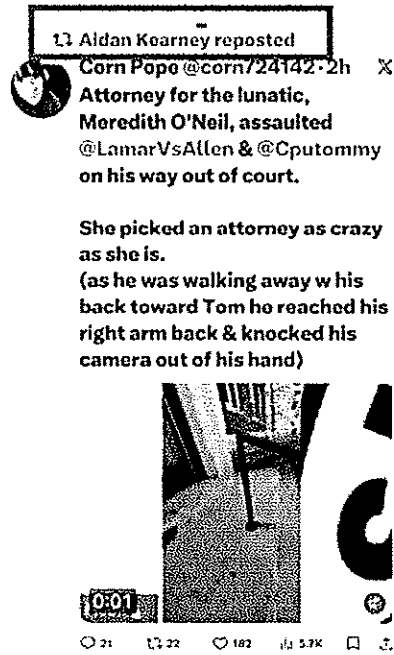 Aidan Kearney reposted
Corn Pope @corn724142·2h
Attorney for the lunatic,
Meredith O'Neil, assaulted
@LamarVsAllen & @Cputommy
on his way out of court.
She picked an attorney as crazy
as she is.
(as he was walking away w his
back toward Tom he reached his
right arm back & knocked his
camera out of his hand)
0:01
21 22 182 5.7K